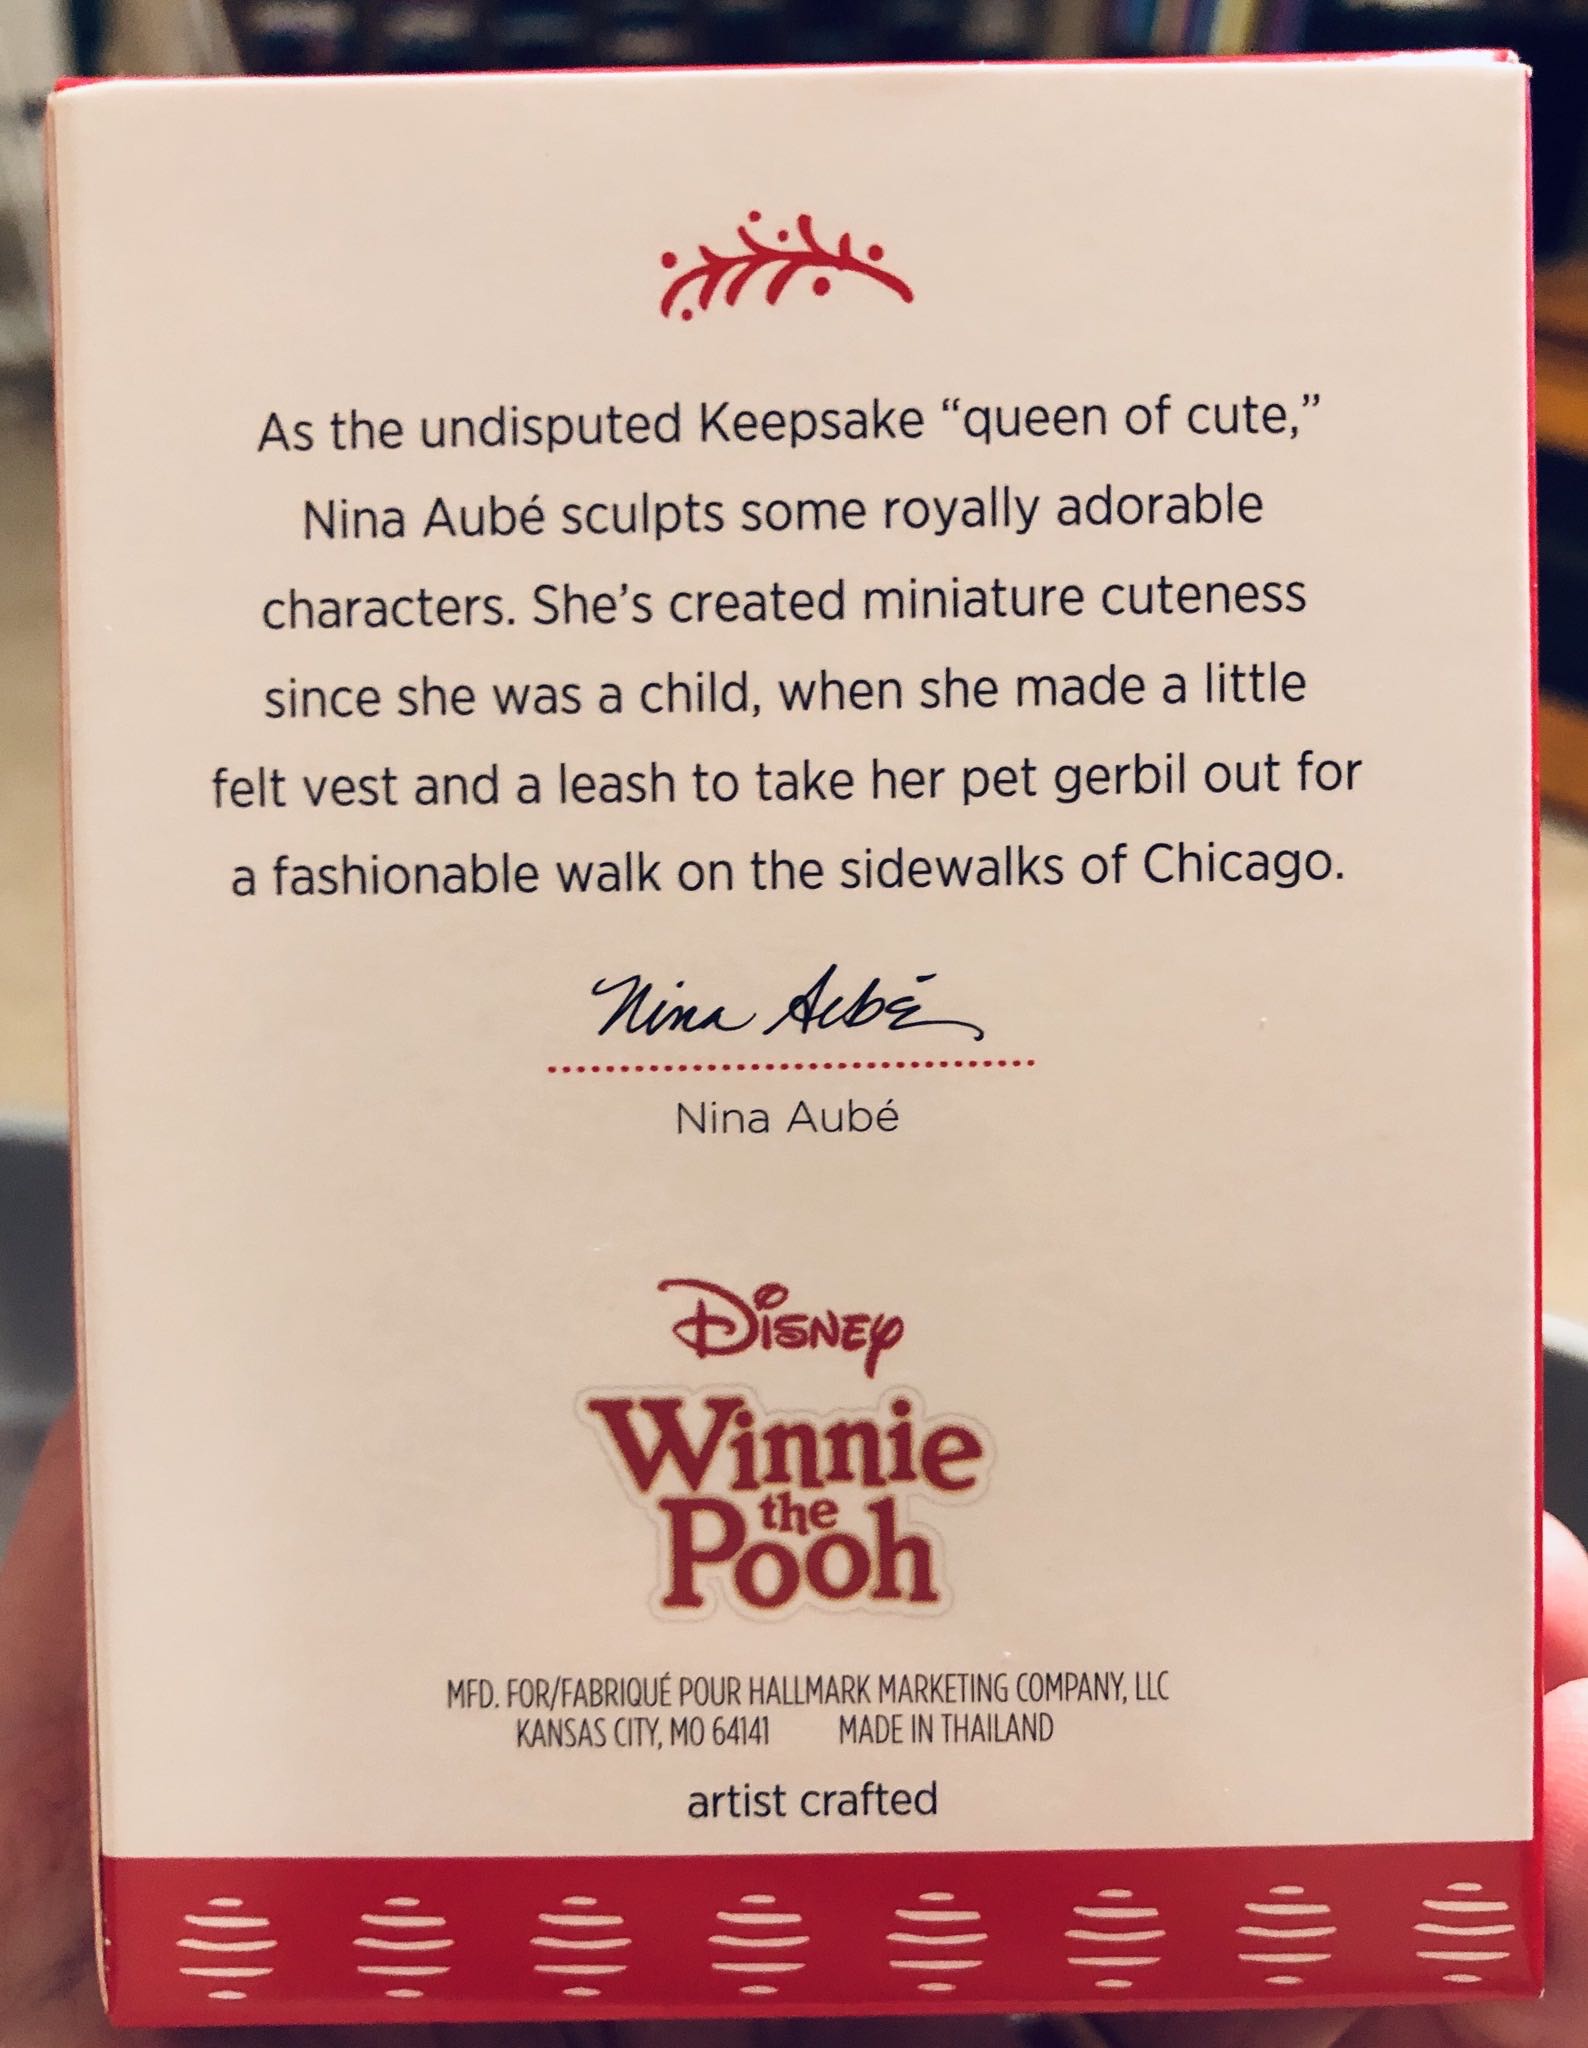 As the undisputed Keepsake “queen of cute,”
Nina Aubé sculpts some royally adorable
characters. She’s created miniature cuteness
since she was a child, when she made a little
felt vest and a leash to take her pet gerbil out for
a fashionable walk on the sidewalks of Chicago.
Nina Aubé
Nina Aubé
Disney
Winnie
the
Pooh
MFD. FOR/FABRIQUÉ POUR HALLMARK MARKETING COMPANY, LLC
KANSAS CITY, MO 64141 MADE IN THAILAND
artist crafted